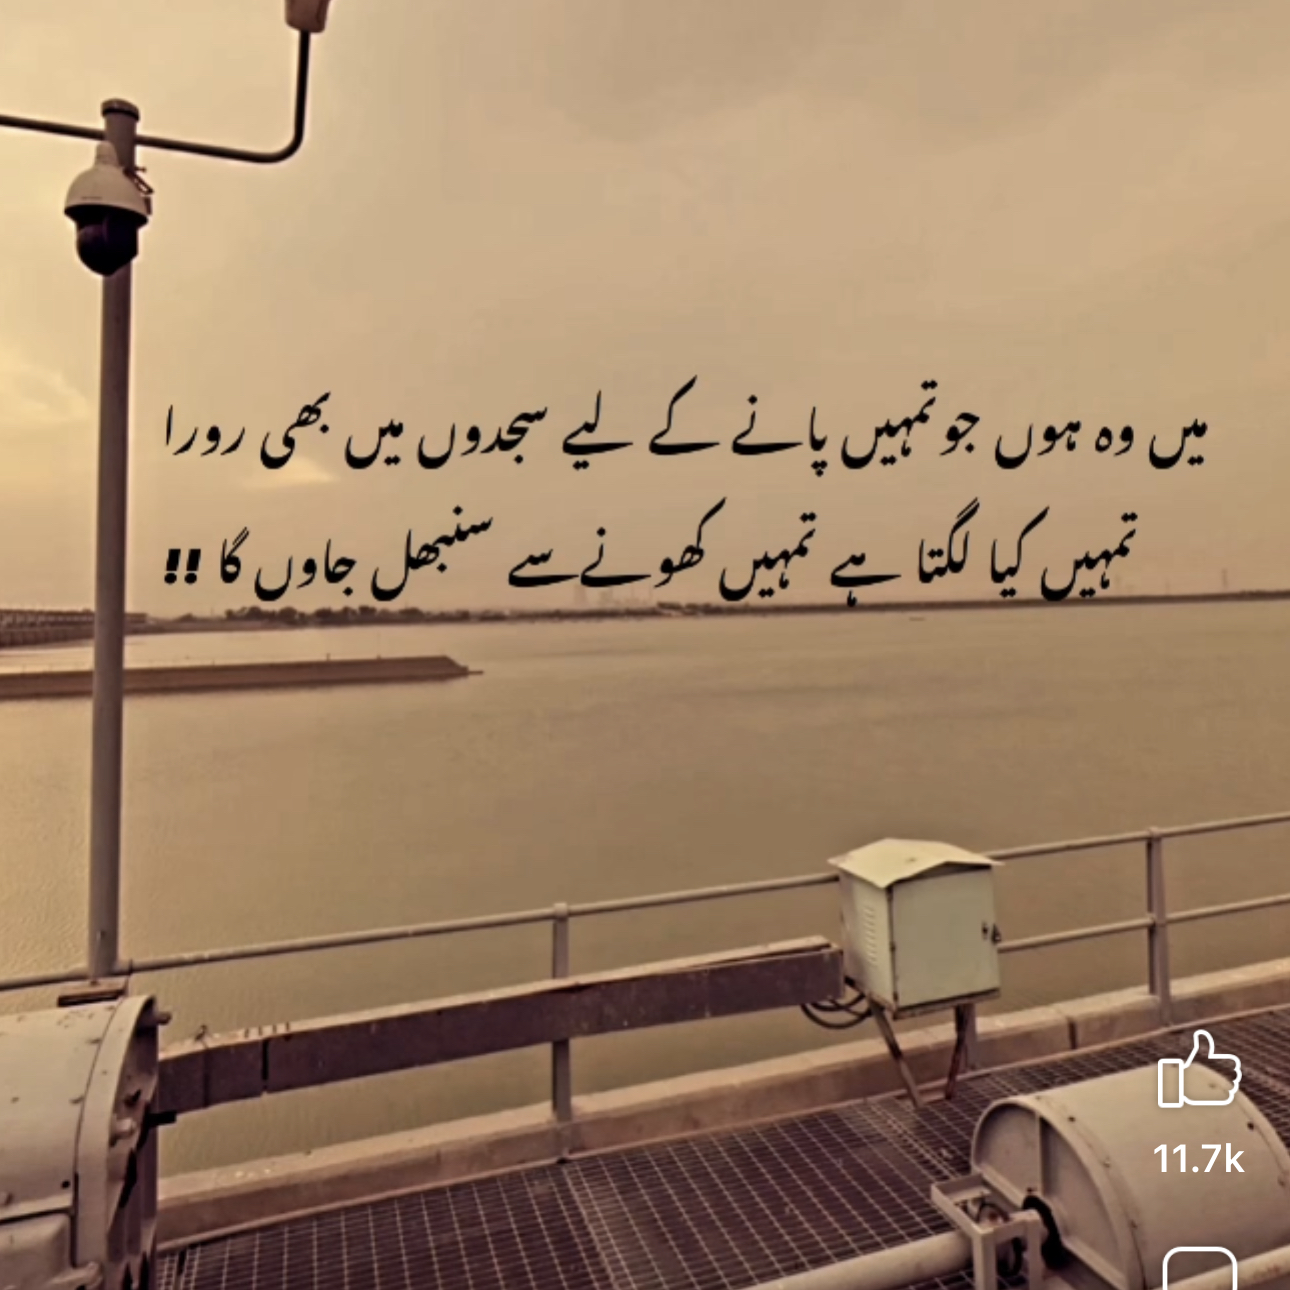 میں وہ ہوں جو تمہیں پانے کے لیے سجدوں میں بھی رورا
تمہیں کیا لگتا ہے تمہیں کھونے سے سنبھل جاوں گا !!
11.7k